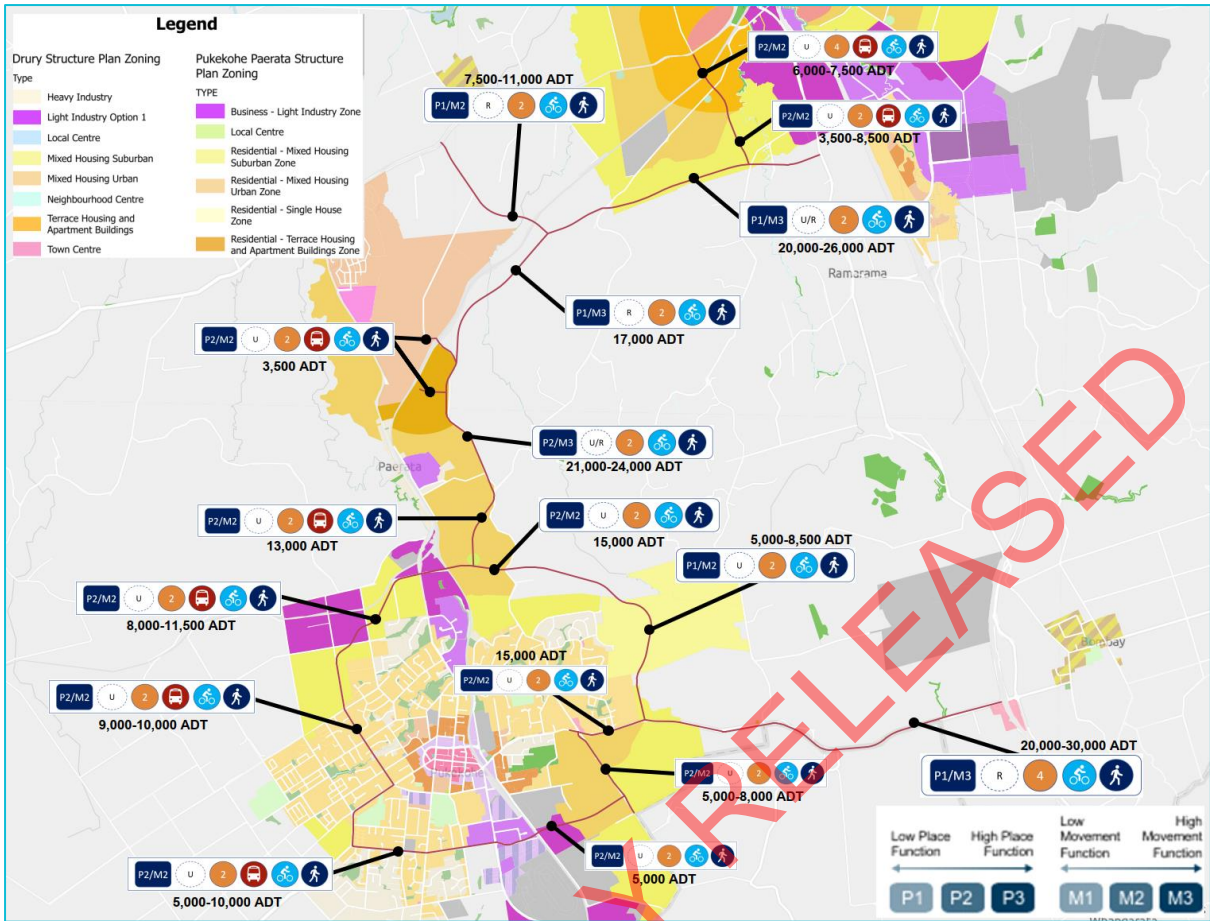 Legend
Drury Structure Plan Zoning
Type
Heavy Industry
Light Industry Option 1
Local Centre
Mixed Housing Suburban
Mixed Housing Urban
Neighbourhood Centre
Terrace Housing and
Apartment Buildings
Town Centre
Pukekohe Paerata Structure
Plan Zoning
TYPE
Business - Light Industry Zone
Local Centre
Residential - Mixed Housing
Suburban Zone
Residential - Mixed Housing
Urban Zone
Residential - Single House
Zone
Residential - Terrace Housing
and Apartment Buildings Zone
P2/M2 U 4
6,000-7,500 ADT
7,500-11,000 ADT
P1/M2 R 2
P2/M2 U 2
3,500-8,500 ADT
P1/M3 U/R 2
20,000-26,000 ADT
Ramarama
P1/M3 R 2
17,000 ADT
P2/M2 U 2
3,500 ADT
P2/M3 U/R 2
21,000-24,000 ADT
Paerata
P2/M2 U 2
13,000 ADT
P2/M2 U 2
15,000 ADT
5,000-8,500 ADT
P1/M2 U 2
P2/M2 U 2
8,000-11,500 ADT
Bombay
15,000 ADT
P2/M2 U 2
P2/M2 U 2
9,000-10,000 ADT
20,000-30,000 ADT
P1/M3 R 4
Pukekohe
P2/M2 U 2
5,000-8,000 ADT
P2/M2 U 2
5,000 ADT
P2/M2 U 2
5,000-10,000 ADT
Low Place
Function
High Place
Function
Low
Movement
Function
High
Movement
Function
P1 P2 P3
M1 M2 M3
Whangarata
Y RELEASED